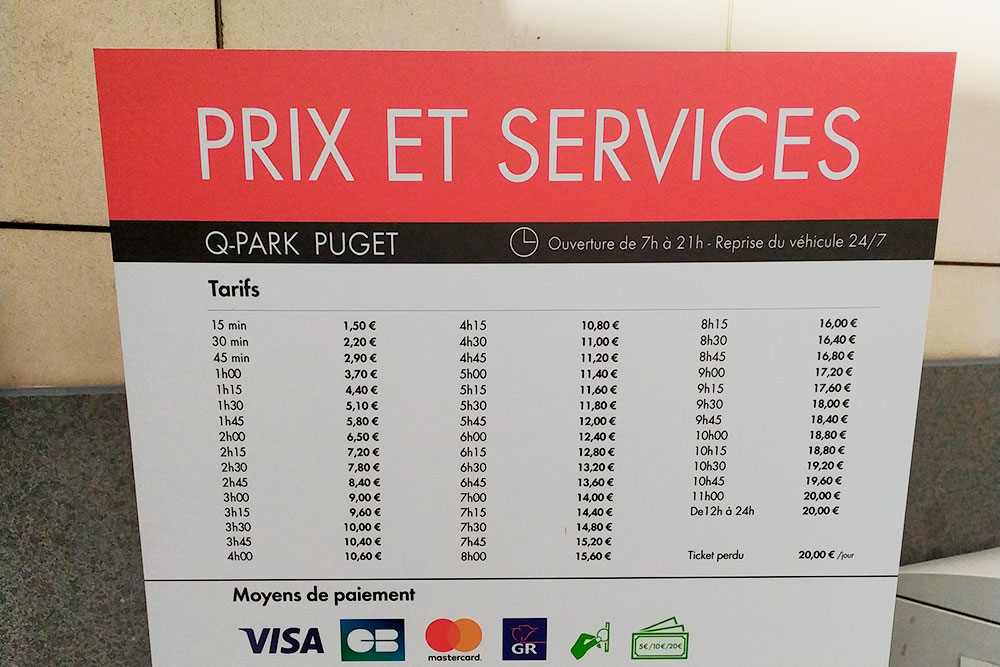 PRIX ET SERVICES
Q-PARK PUGET
Ouverture de 7h à 21h - Reprise du véhicule 24/7
Tarifs
15 min 1,50 €
30 min 2,20 €
45 min 2,90 €
1h00 3,70 €
1h15 4,40 €
1h30 5,10 €
1h45 5,80 €
2h00 6,50 €
2h15 7,20 €
2h30 7,80 €
2h45 8,40 €
3h00 9,00 €
3h15 9,60 €
3h30 10,00 €
3h45 10,40 €
4h00 10,60 €
4h15 10,80 €
4h30 11,00 €
4h45 11,20 €
5h00 11,40 €
5h15 11,60 €
5h30 11,80 €
5h45 12,00 €
6h00 12,40 €
6h15 12,80 €
6h30 13,20 €
6h45 13,60 €
7h00 14,00 €
7h15 14,40 €
7h30 14,80 €
7h45 15,20 €
8h00 15,60 €
8h15 16,00 €
8h30 16,40 €
8h45 16,80 €
9h00 17,20 €
9h15 17,60 €
9h30 18,00 €
9h45 18,40 €
10h00 18,80 €
10h15 18,80 €
10h30 19,20 €
10h45 19,60 €
11h00 20,00 €
De12h à 24h 20,00 €
Ticket perdu 20,00 € /jour
Moyens de paiement
VISA
CB
mastercard.
GR
5€/10€/20€